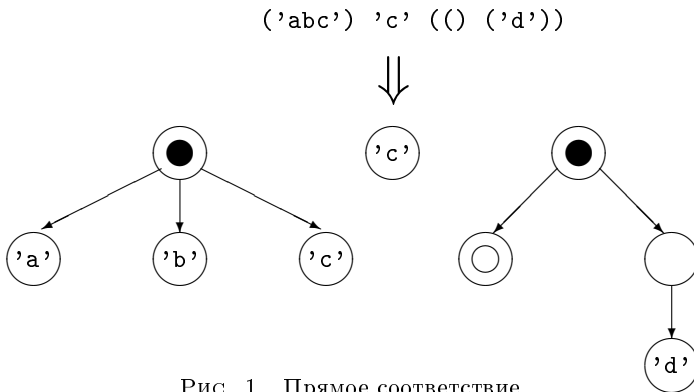 ('abc') 'c' (() ('d'))
'c'
'a' 'b' 'c'
'd'
Рис. 1. Прямое соответствие